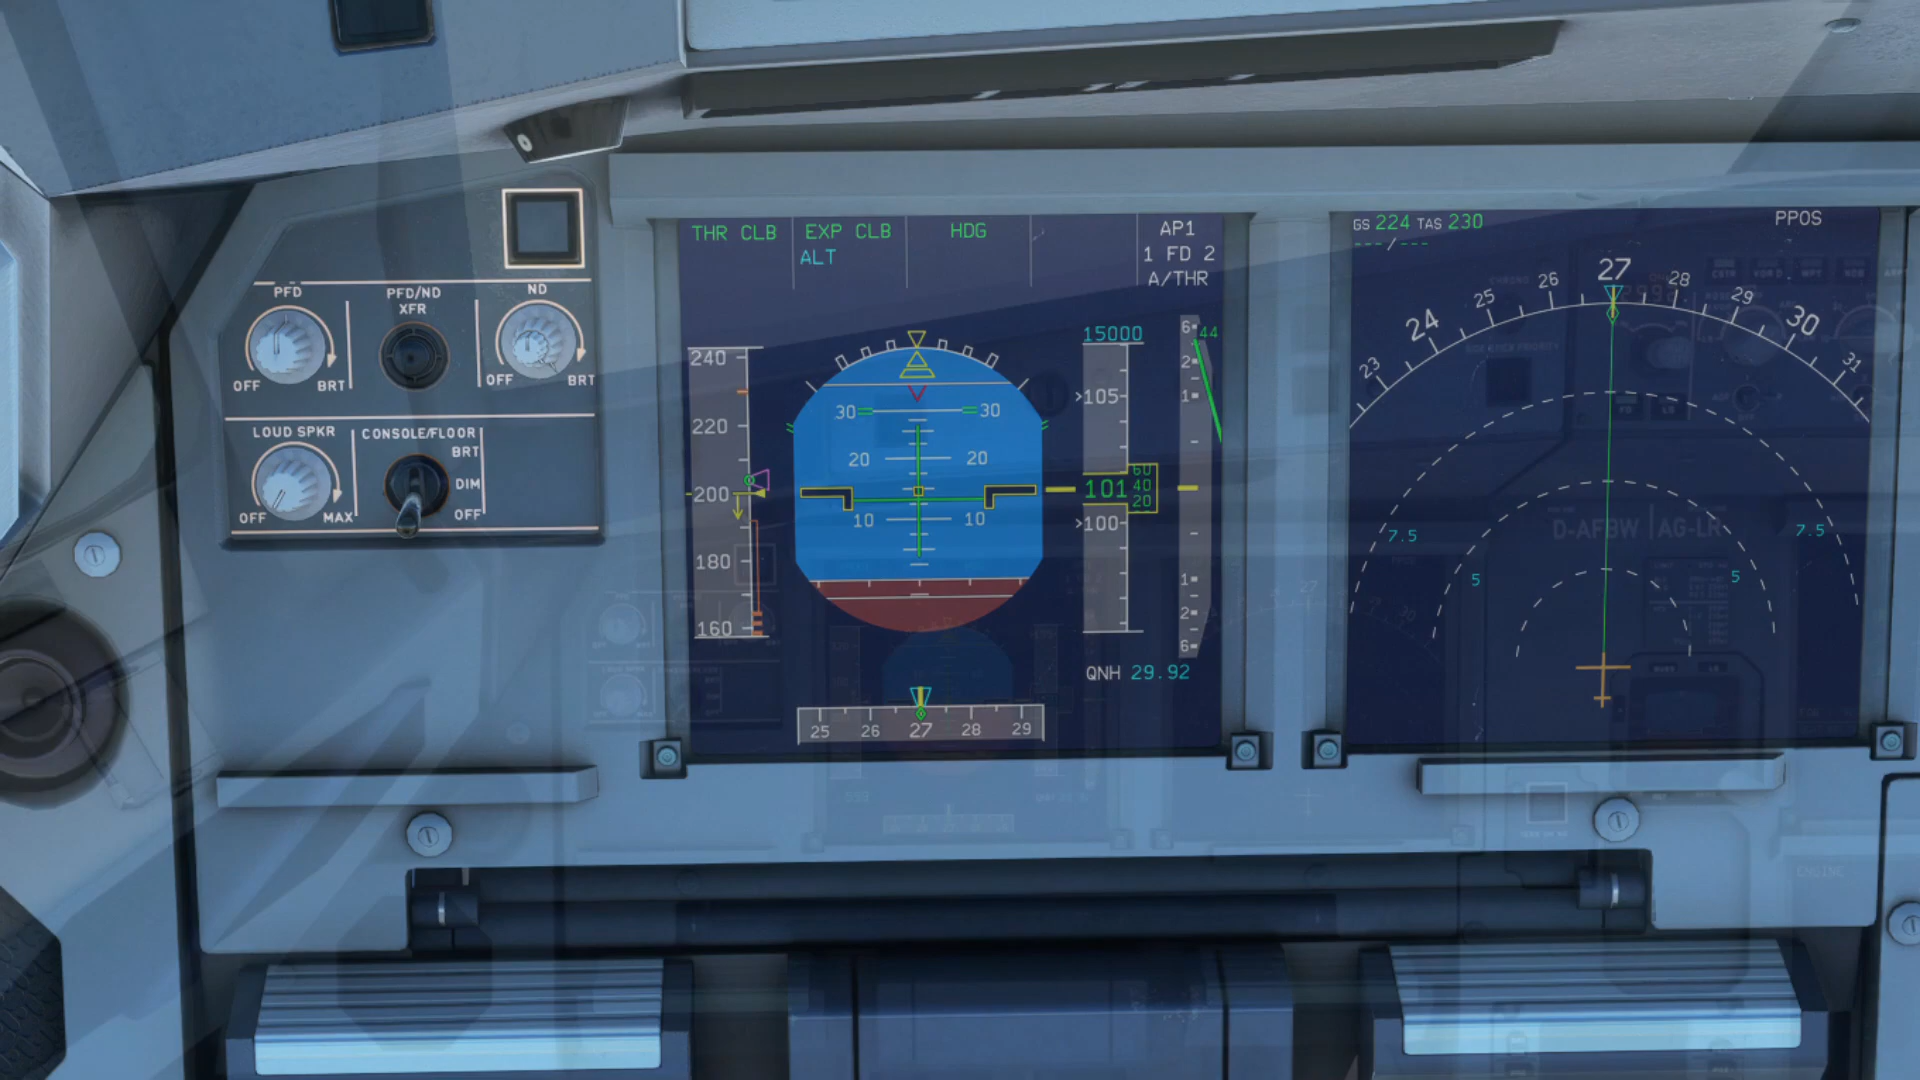 THR CLB EXP CLB HDG AP1
ALT 1 FD 2
A/THR
GS 224 TAS 230 PPOS
---/---
PFD PFD/ND XFR ND
OFF BRT OFF BRT
LOUD SPKR CONSOLE/FLOOR
BRT
DIM
OFF MAX OFF
240
220
200
180
160
30 30
20 20
10 10
15000
105
101
60
40
20
100
6
2
1
1
2
6
44
QNH 29.92
25 26 27 28 29
23 24 25 26 27 28 29 30 31
7.5 7.5
5 5
D-AFBW AG-LR
ENGINE